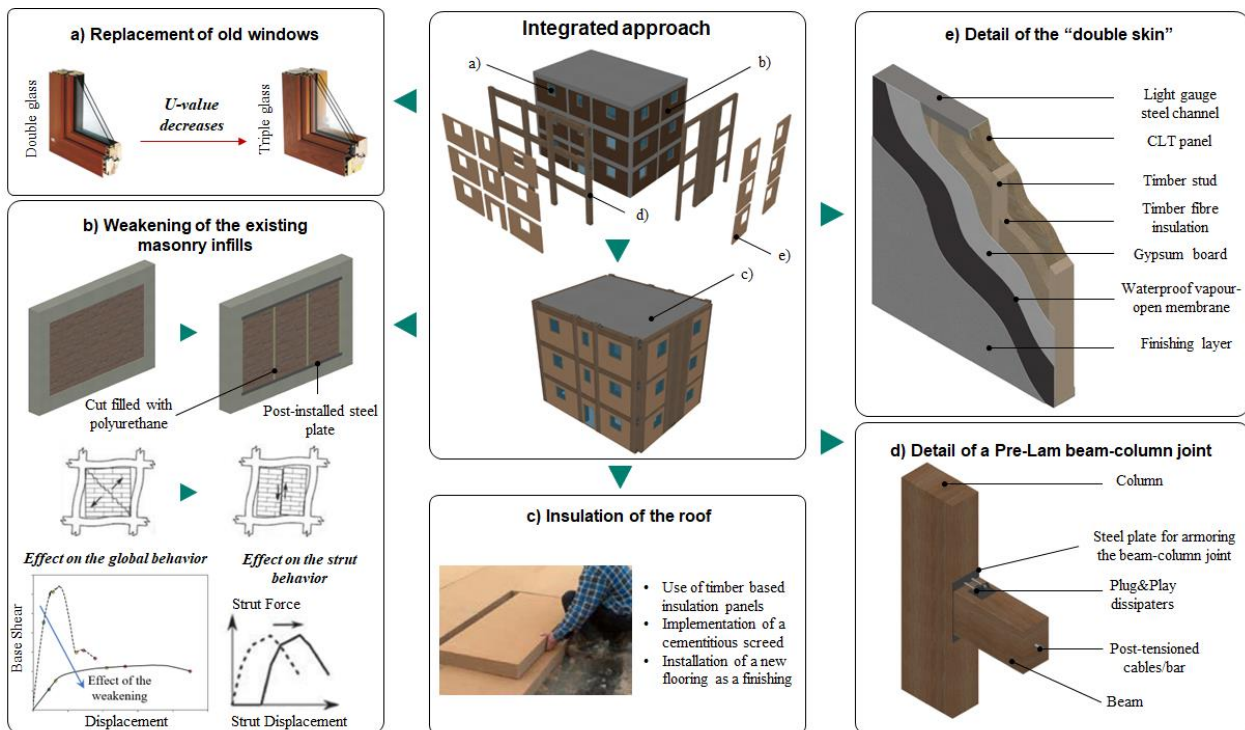 a) Replacement of old windows
Double glass
U-value
decreases
Triple glass
b) Weakening of the existing
masonry infills
Cut filled with
polyurethane
Post-installed steel
plate
Effect on the global behavior
Effect on the strut
behavior
Base Shear
Effect of the
weakening
Displacement
Strut Force
Strut Displacement
Integrated approach
a)
b)
d)
e)
c)
c) Insulation of the roof
• Use of timber based
insulation panels
• Implementation of a
cementitious screed
• Installation of a new
flooring as a finishing
e) Detail of the “double skin”
Light gauge
steel channel
CLT panel
Timber stud
Timber fibre
insulation
Gypsum board
Waterproof vapour-
open membrane
Finishing layer
d) Detail of a Pre-Lam beam-column joint
Column
Steel plate for armoring
the beam-column joint
Plug&Play
dissipaters
Post-tensioned
cables/bar
Beam